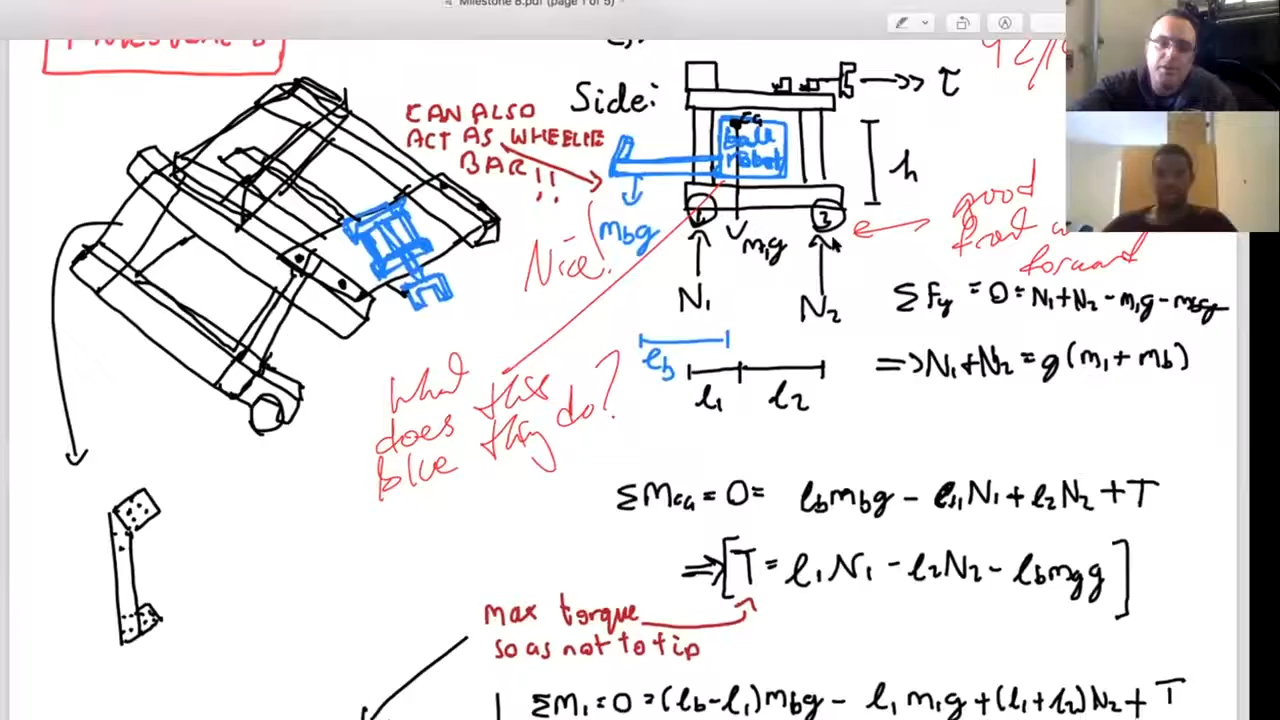 Milestone 8.pdf (page 1 of 5)
Side:
CAN ALSO
ACT AS WHEELIE
BAR!!
cg
ball
robot
τ
h
good
forward
mbg
m1g
Nice!
N1
N2
lb
l1
l2
ΣFy = 0 = N1 + N2 - m1g - mbg
=> N1 + N2 = g(m1 + mb)
What
does this
blue thing do?
ΣMCG = 0 = lbmbg - l1N1 + l2N2 + T
=> [T = l1N1 - l2N2 - lbmbg]
max torque
so as not to tip
ΣM1 = 0 = (lb - l1)mbg - l1m1g + (l1 + l2)N2 + T